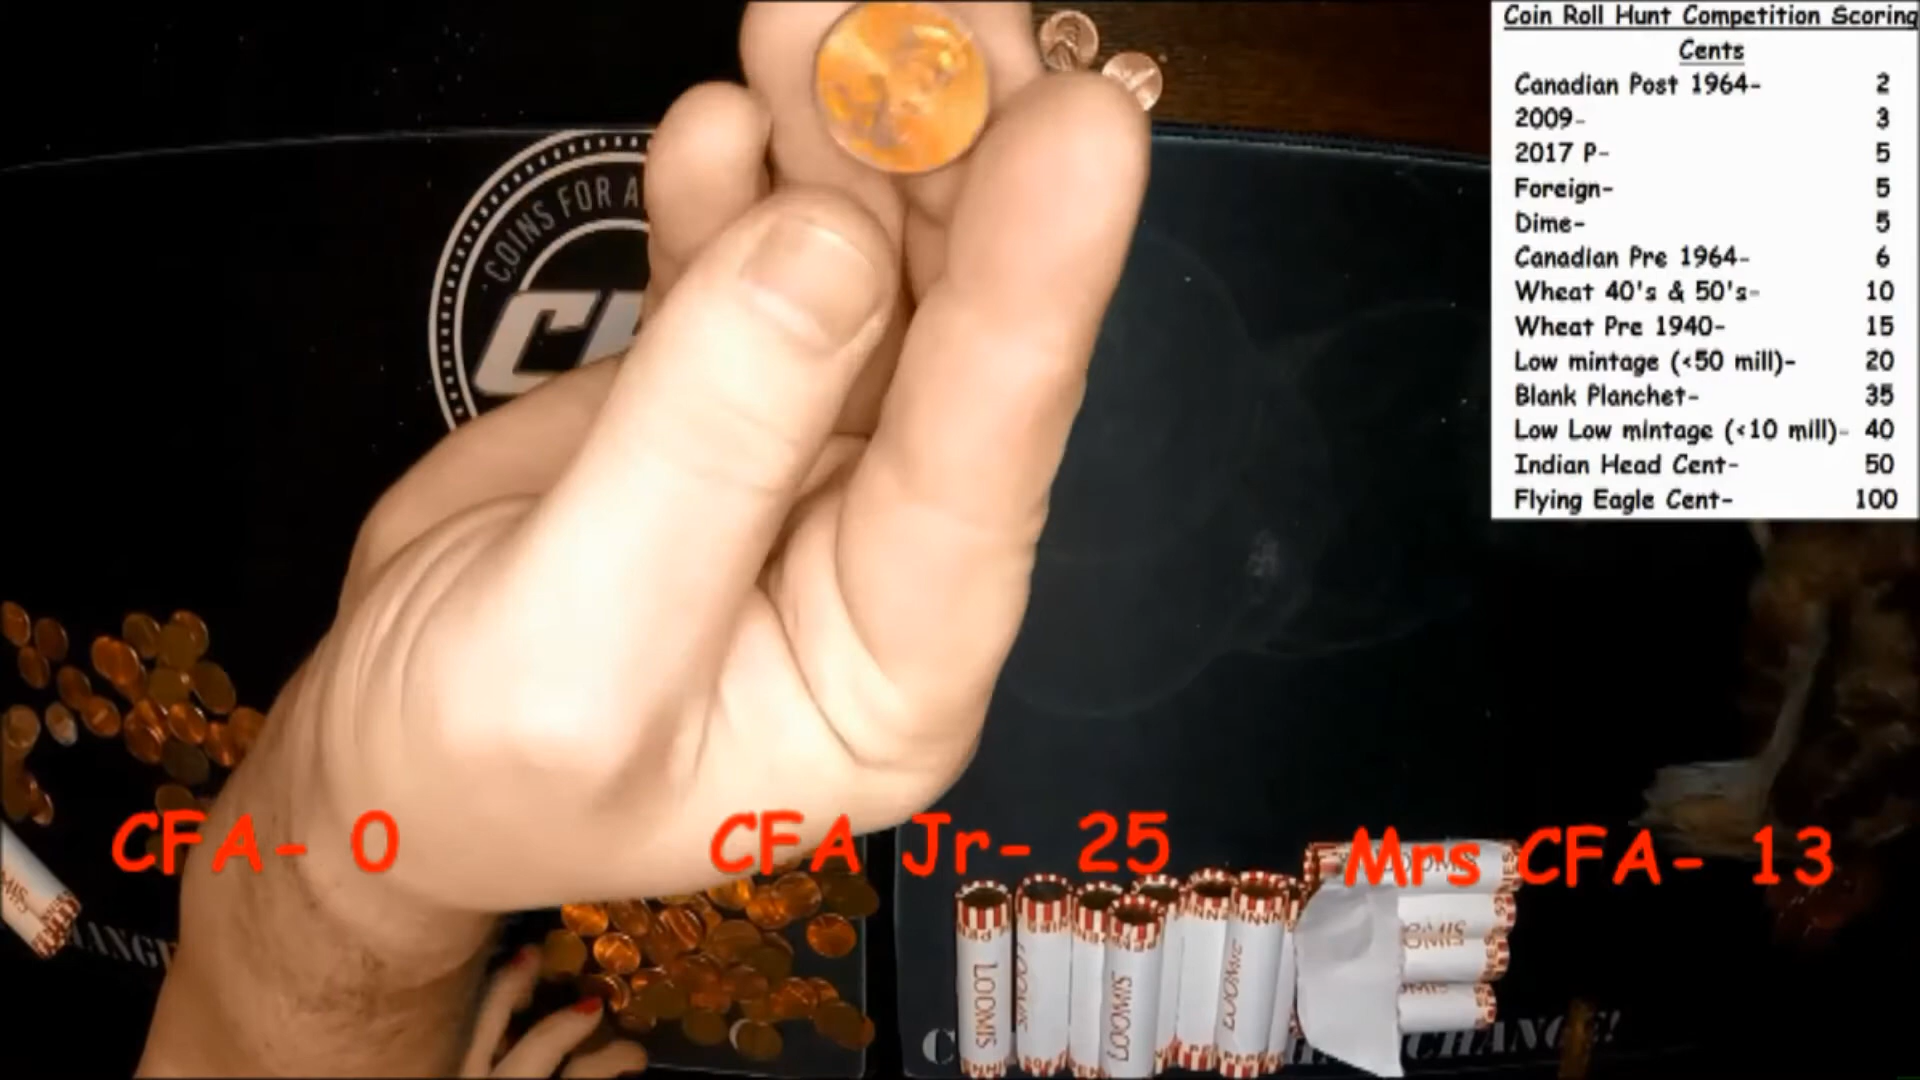 Coin Roll Hunt Competition Scoring
Cents
Canadian Post 1964- 2
2009- 3
2017 P- 5
Foreign- 5
Dime- 5
Canadian Pre 1964- 6
Wheat 40's & 50's- 10
Wheat Pre 1940- 15
Low mintage (<50 mill)- 20
Blank Planchet- 35
Low Low mintage (<10 mill)- 40
Indian Head Cent- 50
Flying Eagle Cent- 100
COINS FOR A
CFA- 0
CFA Jr- 25
Mrs CFA- 13
LOOMIS
LOOMIS
LOOMIS
CHANGE!